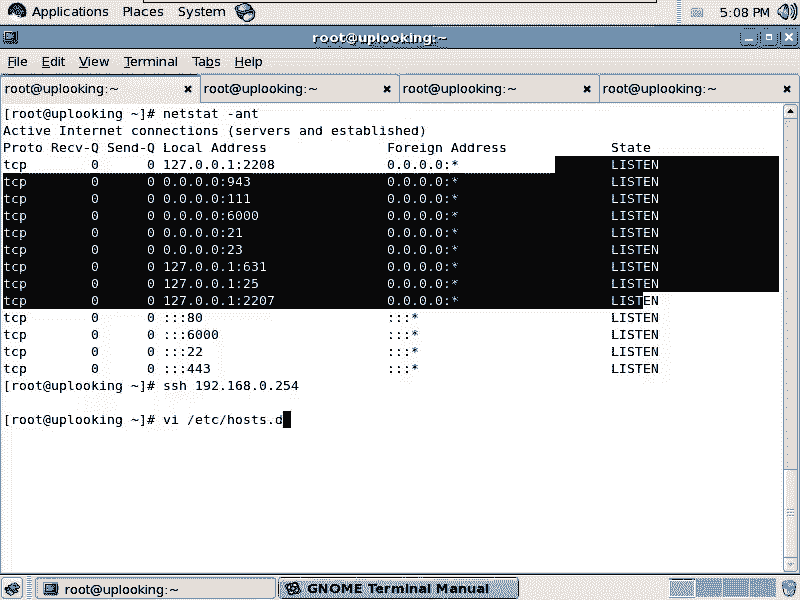 Applications Places System 5:08 PM
root@uplooking:~
File Edit View Terminal Tabs Help
root@uplooking:~ root@uplooking:~ root@uplooking:~ root@uplooking:~
[root@uplooking ~]# netstat -ant
Active Internet connections (servers and established)
Proto Recv-Q Send-Q Local Address Foreign Address State
tcp 0 0 127.0.0.1:2208 0.0.0.0:* LISTEN
tcp 0 0 0.0.0.0:943 0.0.0.0:* LISTEN
tcp 0 0 0.0.0.0:111 0.0.0.0:* LISTEN
tcp 0 0 0.0.0.0:6000 0.0.0.0:* LISTEN
tcp 0 0 0.0.0.0:21 0.0.0.0:* LISTEN
tcp 0 0 0.0.0.0:23 0.0.0.0:* LISTEN
tcp 0 0 127.0.0.1:631 0.0.0.0:* LISTEN
tcp 0 0 127.0.0.1:25 0.0.0.0:* LISTEN
tcp 0 0 127.0.0.1:2207 0.0.0.0:* LISTEN
tcp 0 0 :::80 :::* LISTEN
tcp 0 0 :::6000 :::* LISTEN
tcp 0 0 :::22 :::* LISTEN
tcp 0 0 :::443 :::* LISTEN
[root@uplooking ~]# ssh 192.168.0.254
[root@uplooking ~]# vi /etc/hosts.d
root@uplooking:~ GNOME Terminal Manual